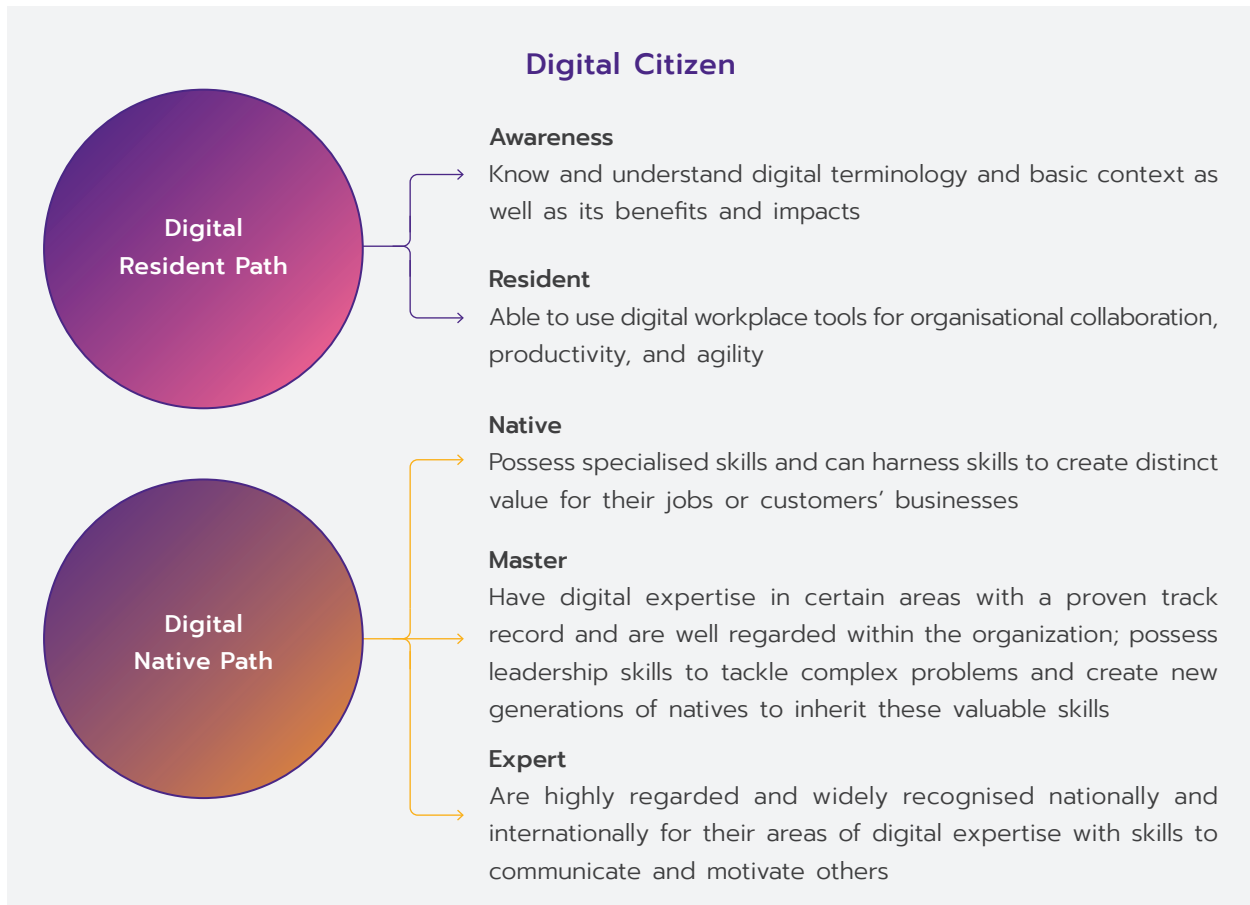 Digital Citizen
Digital
Resident Path
Awareness
Know and understand digital terminology and basic context as
well as its benefits and impacts
Resident
Able to use digital workplace tools for organisational collaboration,
productivity, and agility
Digital
Native Path
Native
Possess specialised skills and can harness skills to create distinct
value for their jobs or customers’ businesses
Master
Have digital expertise in certain areas with a proven track
record and are well regarded within the organization; possess
leadership skills to tackle complex problems and create new
generations of natives to inherit these valuable skills
Expert
Are highly regarded and widely recognised nationally and
internationally for their areas of digital expertise with skills to
communicate and motivate others